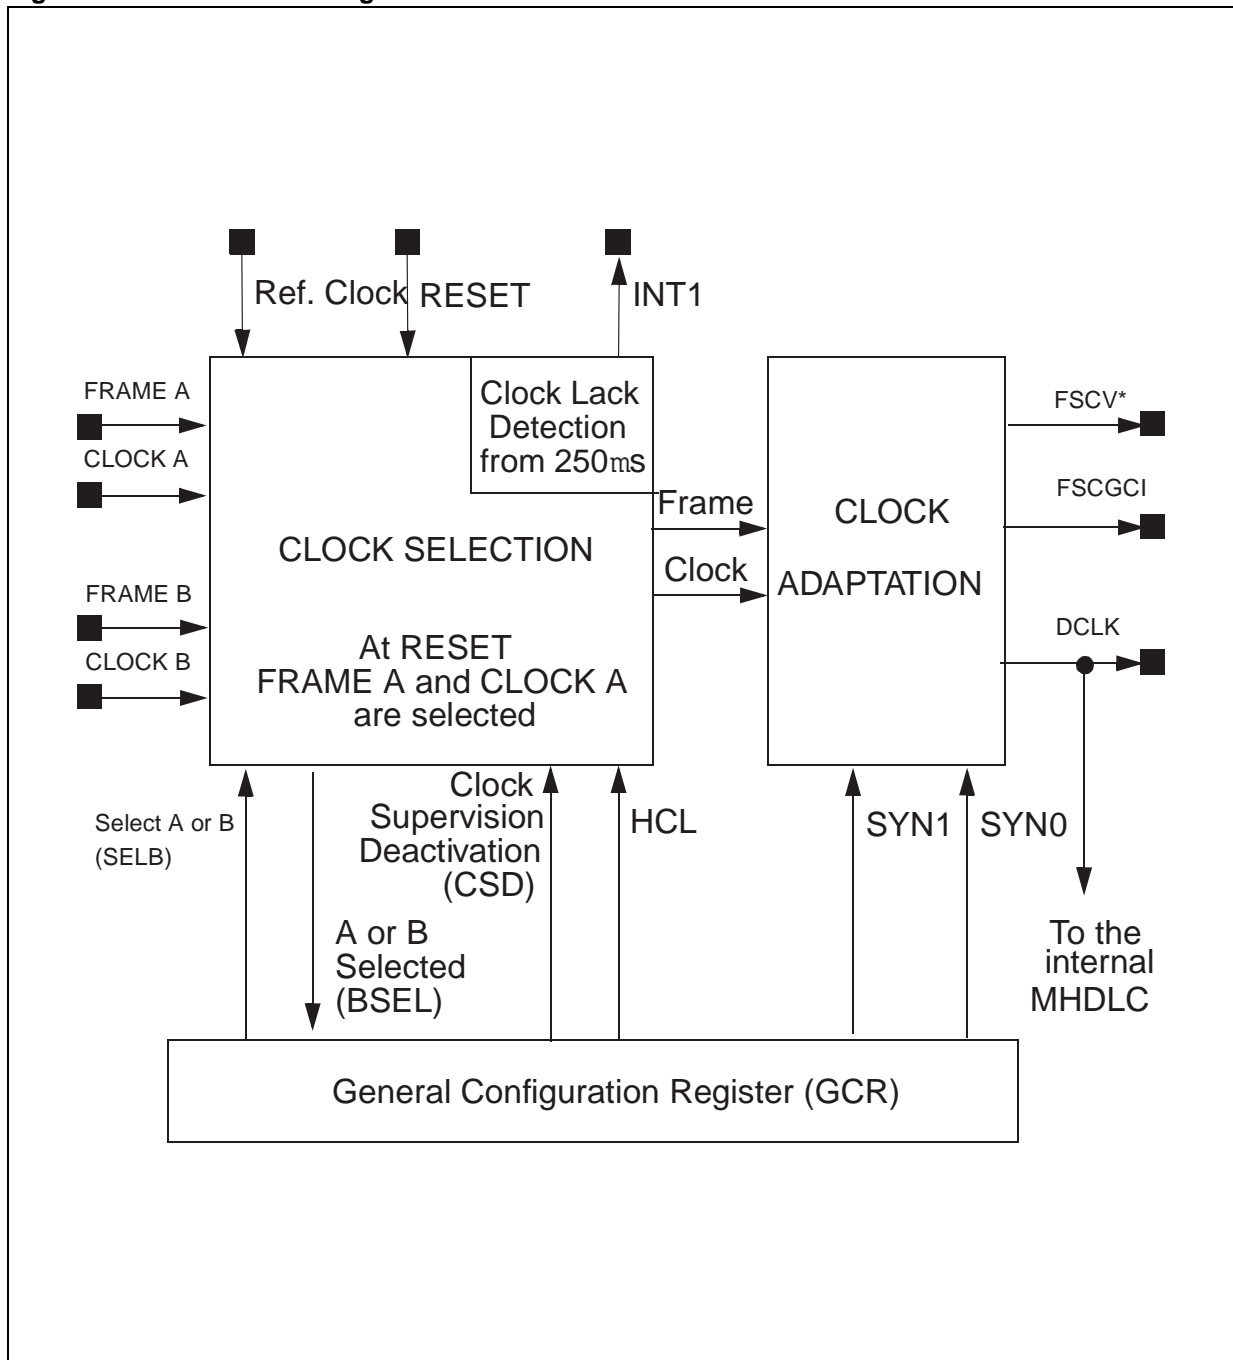 Ref. Clock
RESET
INT1
FRAME A
CLOCK A
FRAME B
CLOCK B
Clock Lack
Detection
from 250ms
CLOCK SELECTION
At RESET
FRAME A and CLOCK A
are selected
Frame
Clock
CLOCK
ADAPTATION
FSCV*
FSCGCI
DCLK
Select A or B
(SELB)
A or B
Selected
(BSEL)
Clock
Supervision
Deactivation
(CSD)
HCL
SYN1
SYN0
To the
internal
MHDLC
General Configuration Register (GCR)